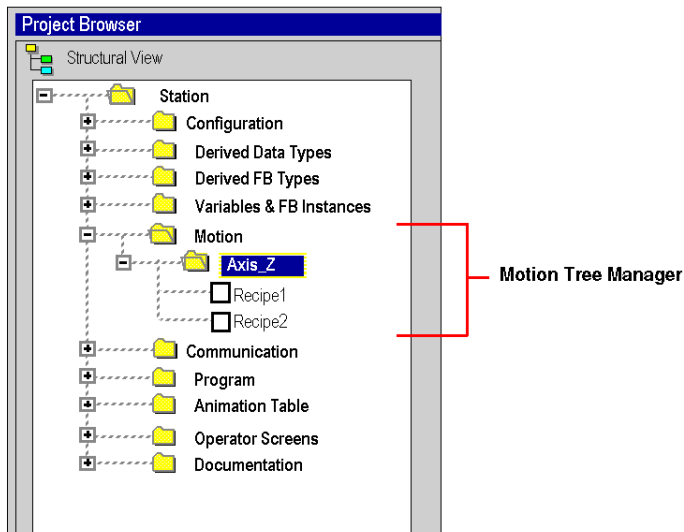 Project Browser
Structural View
Station
Configuration
Derived Data Types
Derived FB Types
Variables & FB Instances
Motion
Axis_Z
Recipe1
Recipe2
Motion Tree Manager
Communication
Program
Animation Table
Operator Screens
Documentation